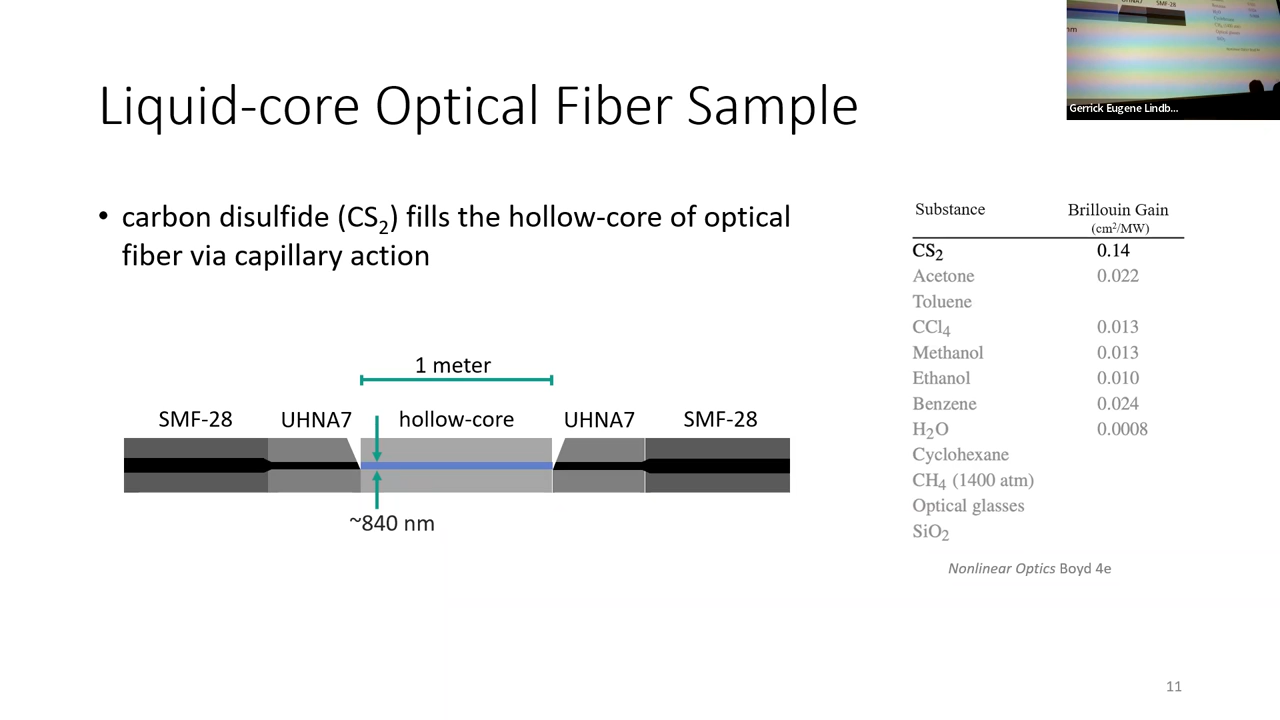 Liquid-core Optical Fiber Sample
Gerrick Eugene Lindb...
• carbon disulfide (CS2) fills the hollow-core of optical
fiber via capillary action
1 meter
SMF-28 UHNA7 hollow-core UHNA7 SMF-28
~840 nm
Substance Brillouin Gain
(cm²/MW)
CS2 0.14
Acetone 0.022
Toluene
CCl4 0.013
Methanol 0.013
Ethanol 0.010
Benzene 0.024
H2O 0.0008
Cyclohexane
CH4 (1400 atm)
Optical glasses
SiO2
Nonlinear Optics Boyd 4e
11